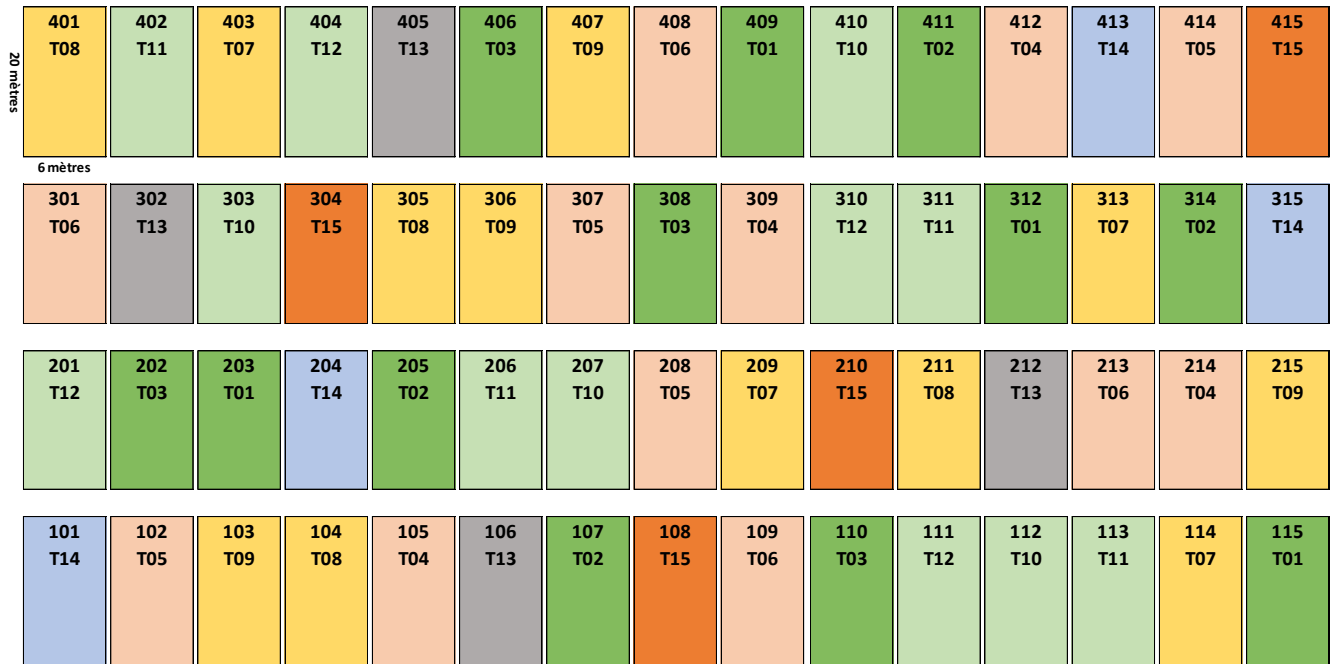 401 402 403 404 405 406 407 408 409 410 411 412 413 414 415
T08 T11 T07 T12 T13 T03 T09 T06 T01 T10 T02 T04 T14 T05 T15
20 mètres
6 mètres
301 302 303 304 305 306 307 308 309 310 311 312 313 314 315
T06 T13 T10 T15 T08 T09 T05 T03 T04 T12 T11 T01 T07 T02 T14
201 202 203 204 205 206 207 208 209 210 211 212 213 214 215
T12 T03 T01 T14 T02 T11 T10 T05 T07 T15 T08 T13 T06 T04 T09
101 102 103 104 105 106 107 108 109 110 111 112 113 114 115
T14 T05 T09 T08 T04 T13 T02 T15 T06 T03 T12 T10 T11 T07 T01